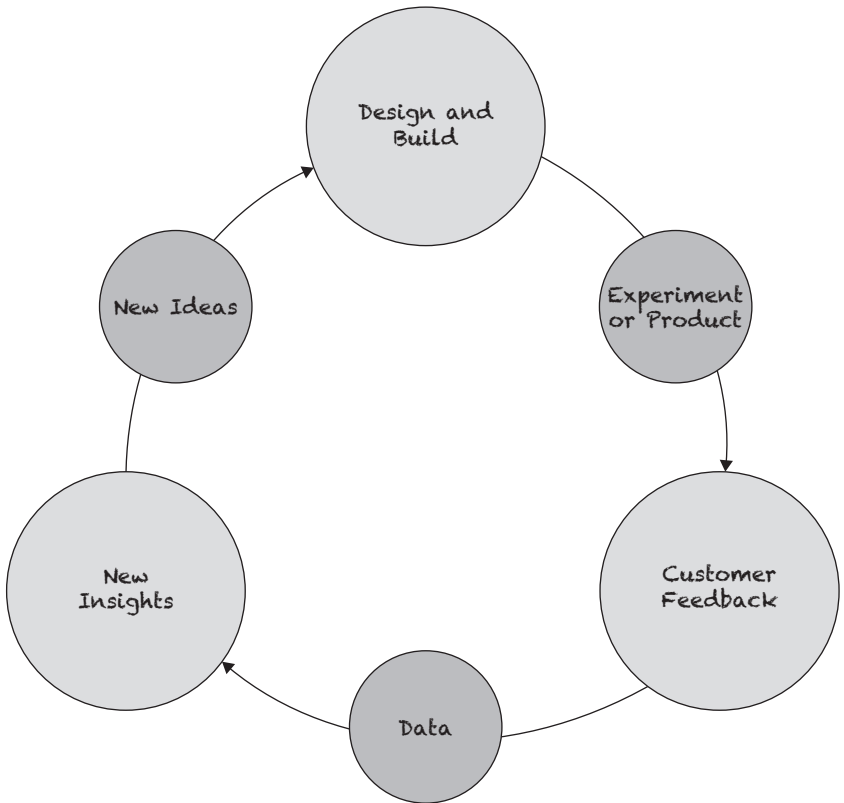 Design and
Build
New Ideas
Experiment
or Product
New
Insights
Customer
Feedback
Data